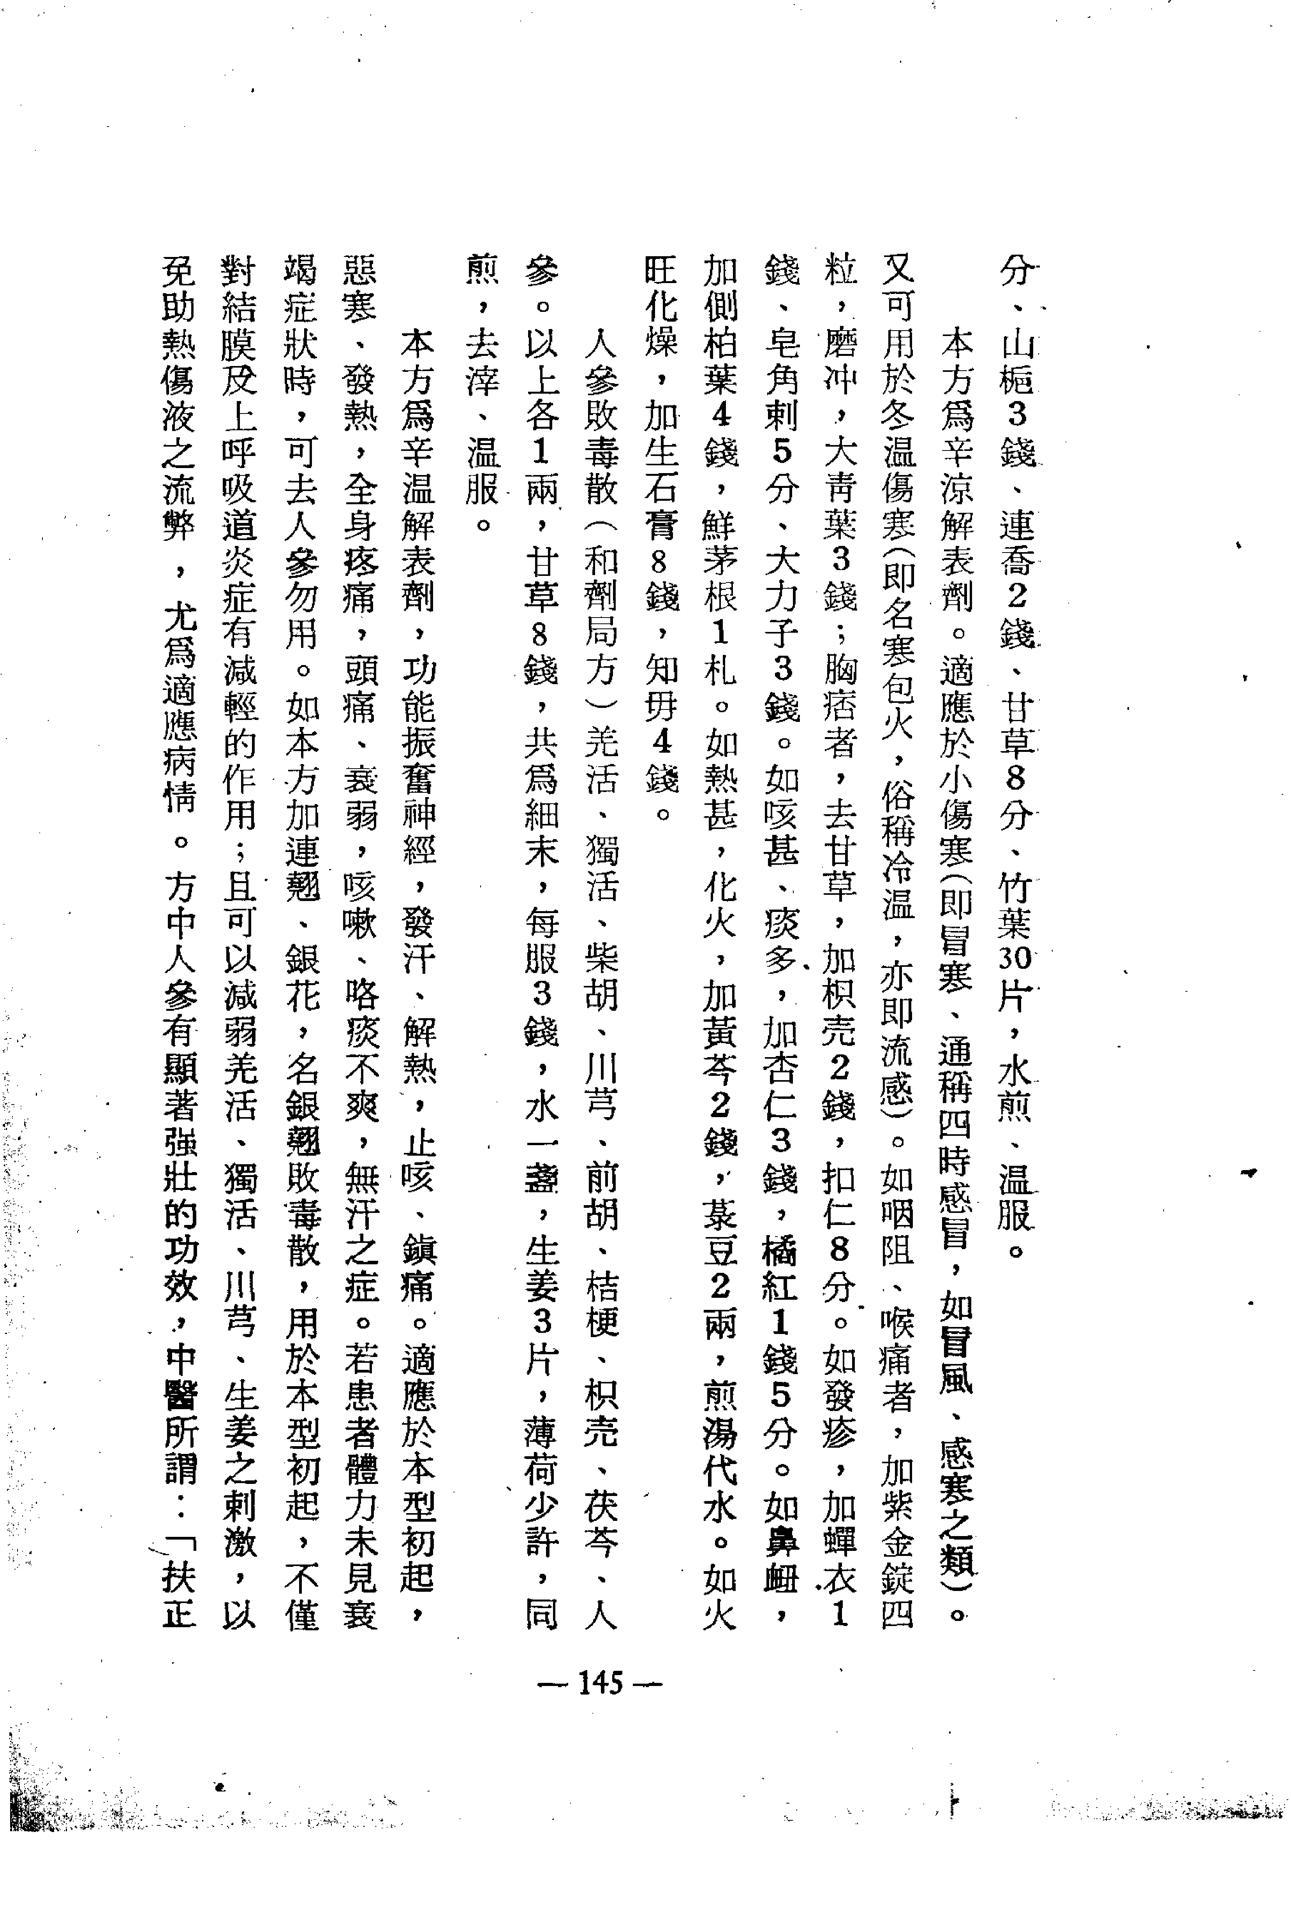 分、山梔3錢、連喬2錢、甘草8分、竹葉30片，水煎、温服。
本方爲辛涼解表劑。適應於小傷寒（即冒寒、通稱四時感冒，如冒風、感寒之類）。
又可用於冬温傷寒（即名寒包火，俗稱冷温，亦即流感）。如咽阻、喉痛者，加紫金錠四
粒，磨冲，大靑葉3錢；胸痞者，去甘草，加枳壳2錢，扣仁8分。如發疹，加蟬衣1
錢、皂角刺5分、大力子3錢。如咳甚、痰多，加杏仁3錢，橘紅1錢5分。如鼻衄，
加側柏葉4錢，鮮茅根1札。如熱甚，化火，加黃芩2錢，菉豆2兩，煎湯代水。如火
旺化燥，加生石膏8錢，知毋4錢。
人參敗毒散（和劑局方）羌活、獨活、柴胡、川芎、前胡、桔梗、枳壳、茯苓、人
參。以上各1兩，甘草8錢，共爲細末，每服3錢，水一盞，生姜3片，薄荷少許，同
煎，去滓、温服。
本方爲辛温解表劑，功能振奮神經，發汗、解熱，止咳、鎭痛。適應於本型初起，
惡寒、發熱，全身疼痛，頭痛、衰弱，咳嗽、咯痰不爽，無汗之症。若患者體力未見衰
竭症狀時，可去人參勿用。如本方加連翹、銀花，名銀翹敗毒散，用於本型初起，不僅
對結膜及上呼吸道炎症有減輕的作用；且可以減弱羌活、獨活、川芎、生姜之刺激，以
免助熱傷液之流弊，尤爲適應病情。方中人參有顯著强壯的功效，中醫所謂：「扶正
— 145 —